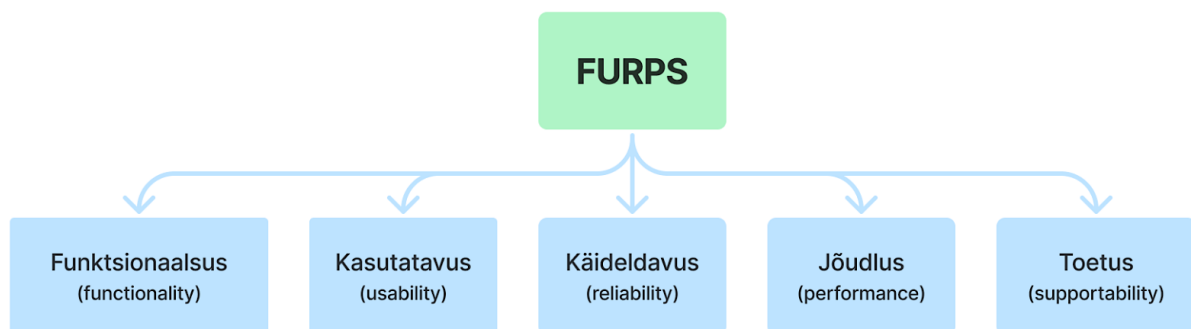 FURPS
Funktsionaalsus
(functionality)
Kasutatavus
(usability)
Käideldavus
(reliability)
Jõudlus
(performance)
Toetus
(supportability)